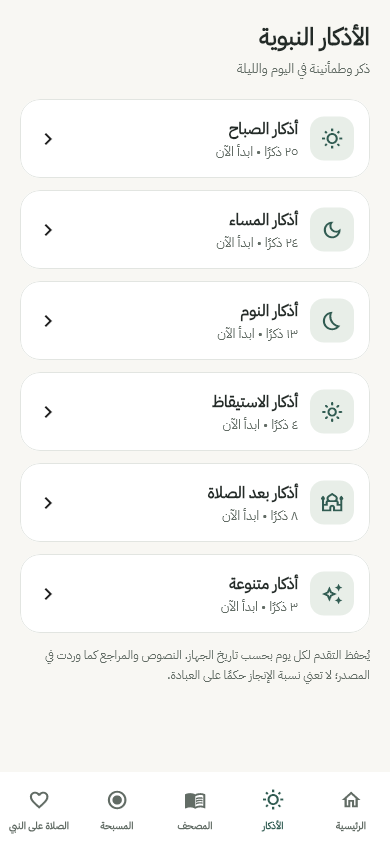 الأذكار النبوية
ذكر وطمأنينة في اليوم والليلة
أذكار الصباح
٢٥ ذكرًا • ابدأ الآن
أذكار المساء
٢٤ ذكرًا • ابدأ الآن
أذكار النوم
١٣ ذكرًا • ابدأ الآن
أذكار الاستيقاظ
٤ ذكرًا • ابدأ الآن
أذكار بعد الصلاة
٨ ذكرًا • ابدأ الآن
أذكار متنوعة
٣ ذكرًا • ابدأ الآن
يُحفظ التقدم لكل يوم بحسب تاريخ الجهاز. النصوص والمراجع كما وردت في
المصدر؛ لا تعني نسبة الإنجاز حكمًا على العبادة.
الرئيسية
الأذكار
المصحف
المسبحة
الصلاة على النبي